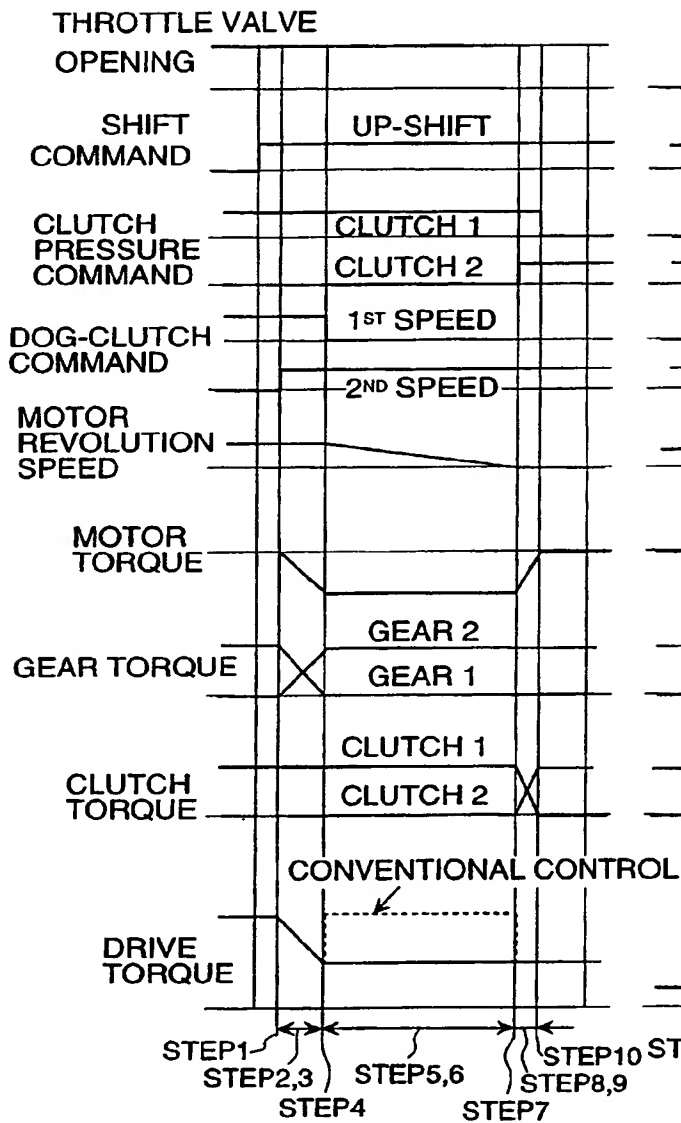 THROTTLE VALVE
OPENING
SHIFT
COMMAND
UP-SHIFT
CLUTCH
PRESSURE
COMMAND
CLUTCH 1
CLUTCH 2
DOG-CLUTCH
COMMAND
1ST SPEED
2ND SPEED
MOTOR
REVOLUTION
SPEED
MOTOR
TORQUE
GEAR TORQUE
GEAR 2
GEAR 1
CLUTCH
TORQUE
CLUTCH 1
CLUTCH 2
CONVENTIONAL CONTROL
DRIVE
TORQUE
STEP1
STEP2,3
STEP4
STEP5,6
STEP7
STEP8,9
STEP10
ST